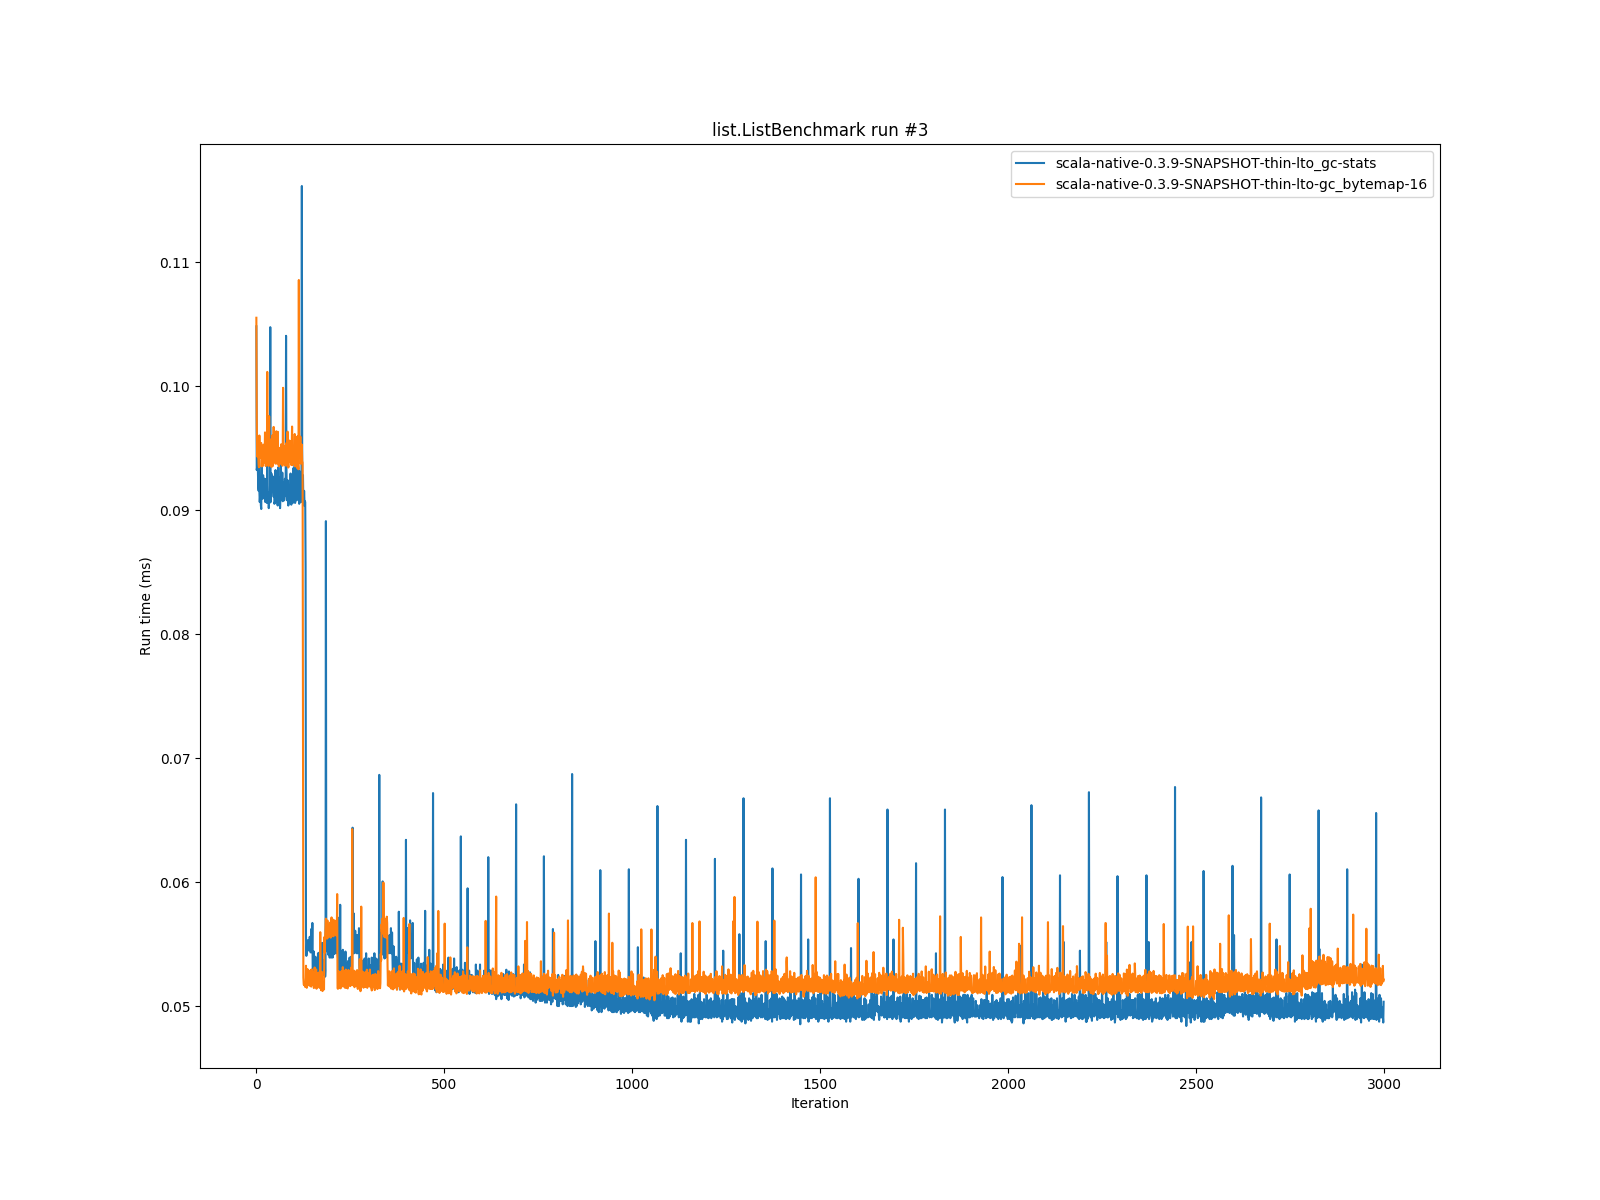 list.ListBenchmark run #3
scala-native-0.3.9-SNAPSHOT-thin-lto_gc-stats
scala-native-0.3.9-SNAPSHOT-thin-lto-gc_bytemap-16
0.11
0.10
0.09
0.08
0.07
0.06
0.05
Run time (ms)
0 500 1000 1500 2000 2500 3000
Iteration